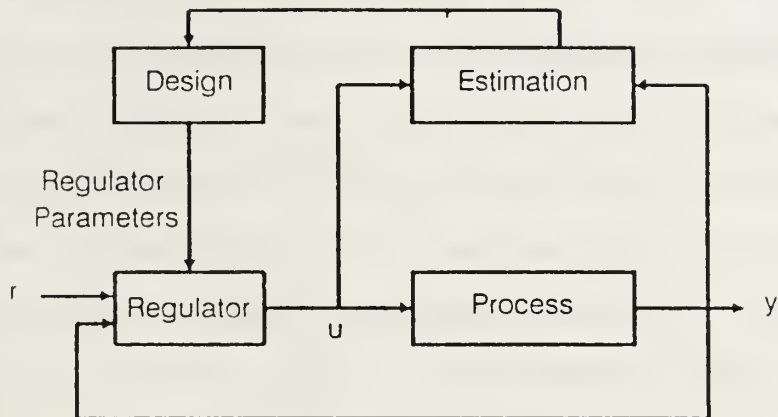 Design
Estimation
Regulator
Parameters
r
Regulator
u
Process
y